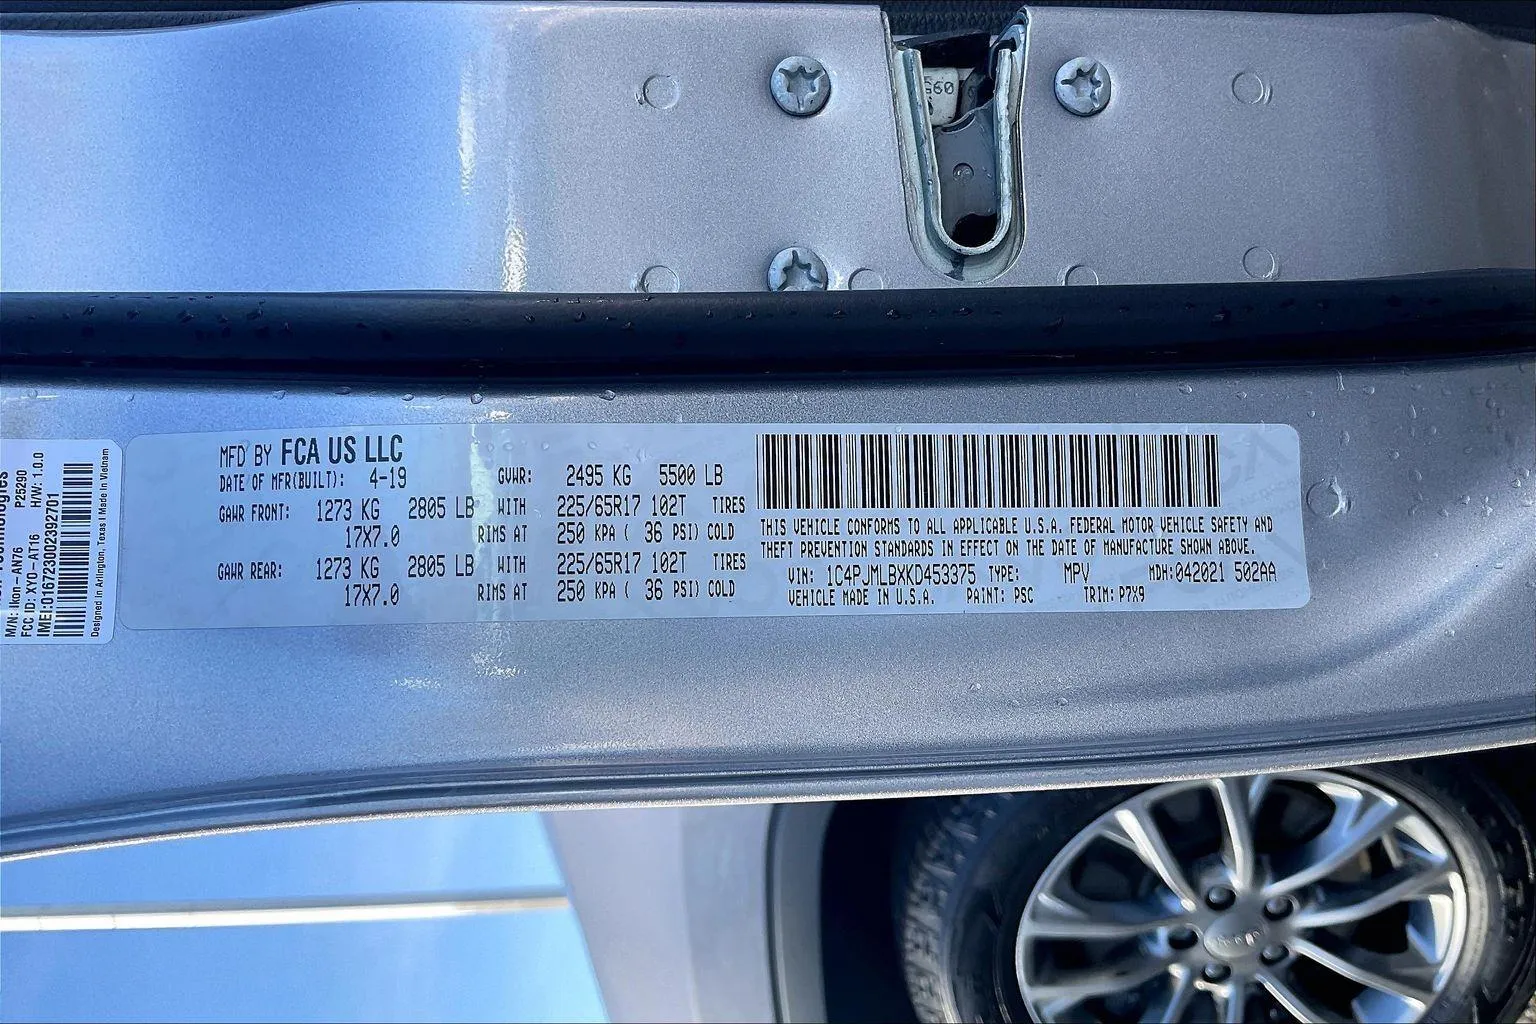 G60
M/N: Ikon-AN76 P25290
FCC ID: XYO-AT16 H/W: 1.0.0
IMEI:016723002392701
Designed in Arlington, Texas I Made in Vietnam
MFD BY FCA US LLC
DATE OF MFR(BUILT): 4-19 GVWR: 2495 KG 5500 LB
GAWR FRONT: 1273 KG 2805 LB WITH 225/65R17 102T TIRES
17X7.0 RIMS AT 250 KPA ( 36 PSI) COLD
GAWR REAR: 1273 KG 2805 LB WITH 225/65R17 102T TIRES
17X7.0 RIMS AT 250 KPA ( 36 PSI) COLD
THIS VEHICLE CONFORMS TO ALL APPLICABLE U.S.A. FEDERAL MOTOR VEHICLE SAFETY AND
THEFT PREVENTION STANDARDS IN EFFECT ON THE DATE OF MANUFACTURE SHOWN ABOVE.
VIN: 1C4PJMLBXKD453375 TYPE: MPV MDH:042021 502AA
VEHICLE MADE IN U.S.A. PAINT: PSC TRIM: P7X9
Jeep